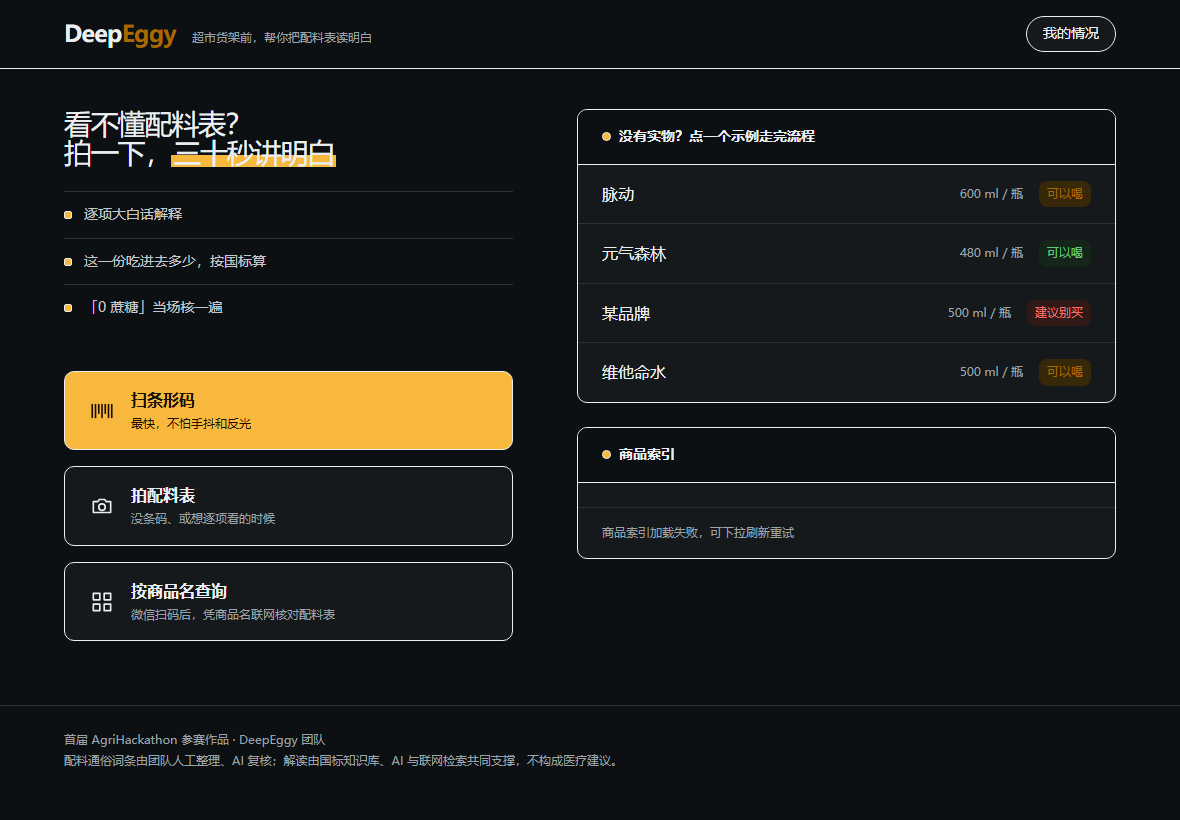 DeepEggy 超市货架前，帮你把配料表读明白
我的情况
看不懂配料表？
拍一下，三十秒讲明白
逐项大白话解释
这一份吃进去多少，按国标算
「0 蔗糖」当场核一遍
扫条形码
最快，不怕手抖和反光
拍配料表
没条码、或想逐项看的时候
按商品名查询
微信扫码后，凭商品名联网核对配料表
没有实物？点一个示例走完流程
脉动 600 ml / 瓶 可以喝
元气森林 480 ml / 瓶 可以喝
某品牌 500 ml / 瓶 建议别买
维他命水 500 ml / 瓶 可以喝
商品索引
商品索引加载失败，可下拉刷新重试
首届 AgriHackathon 参赛作品 · DeepEggy 团队
配料通俗词条由团队人工整理、AI 复核；解读由国标知识库、AI 与联网检索共同支撑，不构成医疗建议。